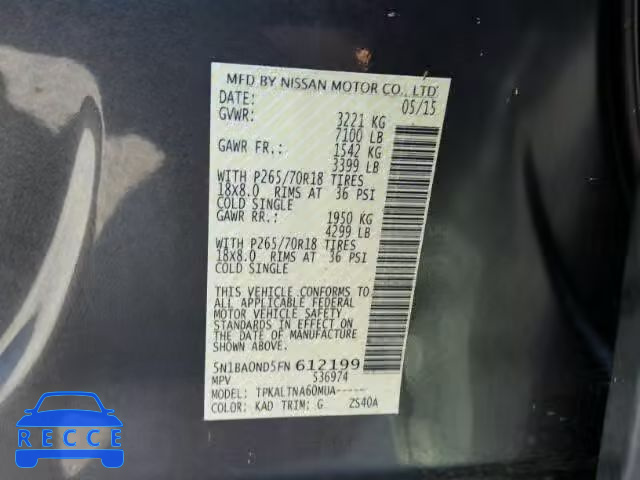 MFD BY NISSAN MOTOR CO., LTD
DATE: 05/15
GVWR: 3221 KG
7100 LB
GAWR FR.: 1542 KG
3399 LB
WITH P265/70R18 TIRES
18X8.0 RIMS AT 36 PSI
COLD SINGLE
GAWR RR.: 1950 KG
4299 LB
WITH P265/70R18 TIRES
18X8.0 RIMS AT 36 PSI
COLD SINGLE
THIS VEHICLE CONFORMS TO
ALL APPLICABLE FEDERAL
MOTOR VEHICLE SAFETY
STANDARDS IN EFFECT ON
THE DATE OF MANUFACTURE
SHOWN ABOVE.
5N1BA0ND5FN 612199
MPV 536974
MODEL: TPKALTNA60MUA-----
COLOR: KAD TRIM: G ZS40A
RECCE